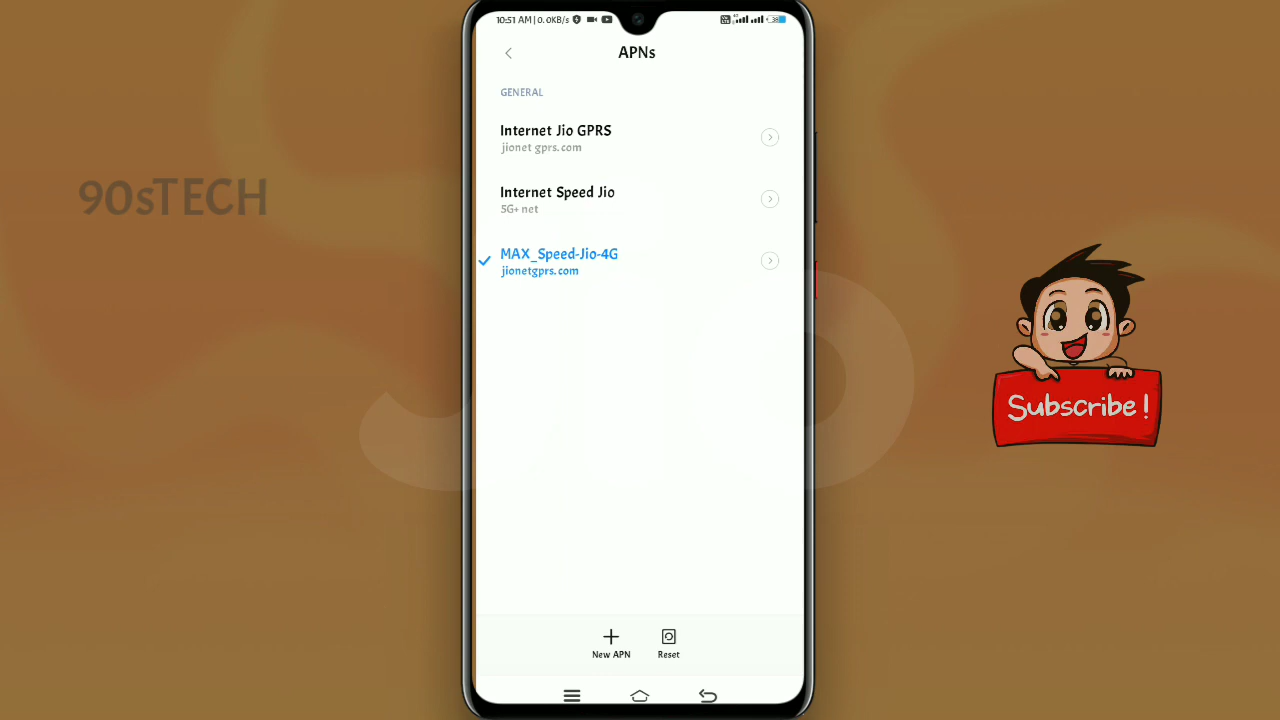 10:51 AM | 0.0KB/s
APNs
GENERAL
Internet Jio GPRS
jionet gprs.com
Internet Speed Jio
5G+ net
MAX_Speed-Jio-4G
jionetgprs.com
New APN
Reset
90sTECH
Subscribe !
Jio